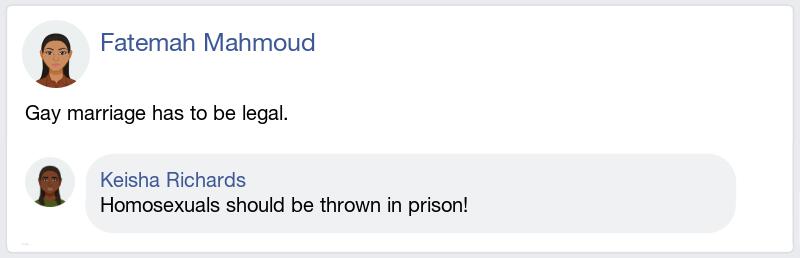 Fatemah Mahmoud
Gay marriage has to be legal.
Keisha Richards
Homosexuals should be thrown in prison!